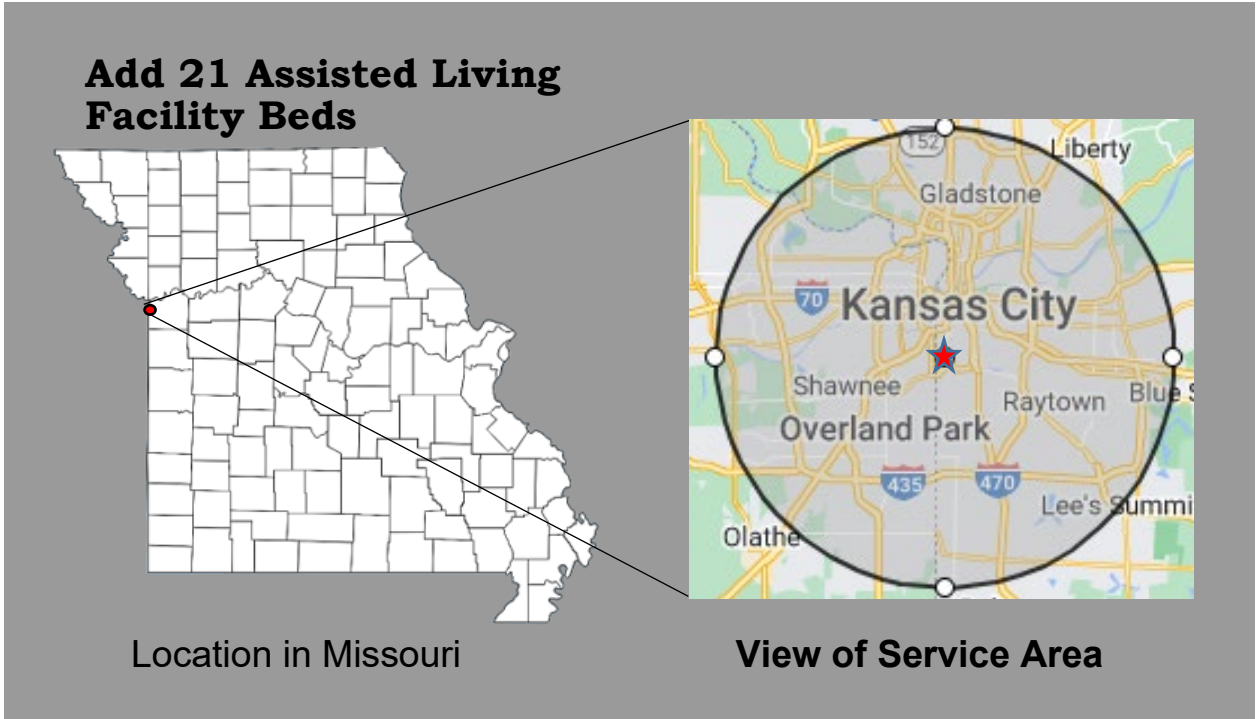 Add 21 Assisted Living
Facility Beds
152
Liberty
Gladstone
70
Kansas City
Shawnee
Raytown
Blue S
Overland Park
435
470
Lee's Summi
Olathe
Location in Missouri
View of Service Area